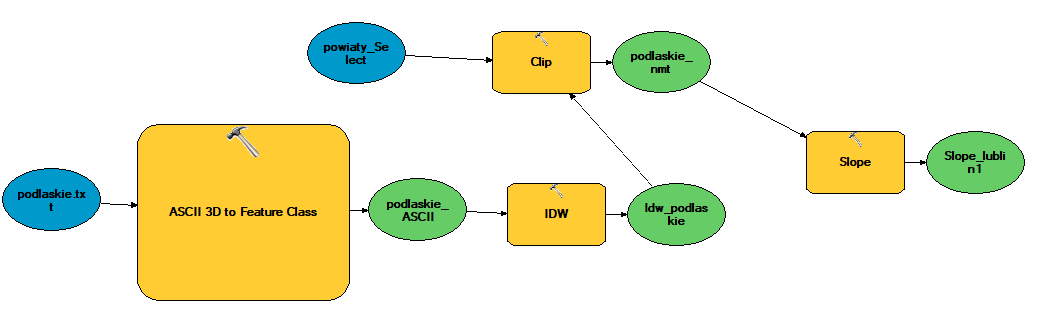 powiaty_Se
lect
Clip
podlaskie_
nmt
Slope
Slope_lubli
n1
podlaskie.tx
t
ASCII 3D to Feature Class
podlaskie_
ASCII
IDW
Idw_podlas
kie